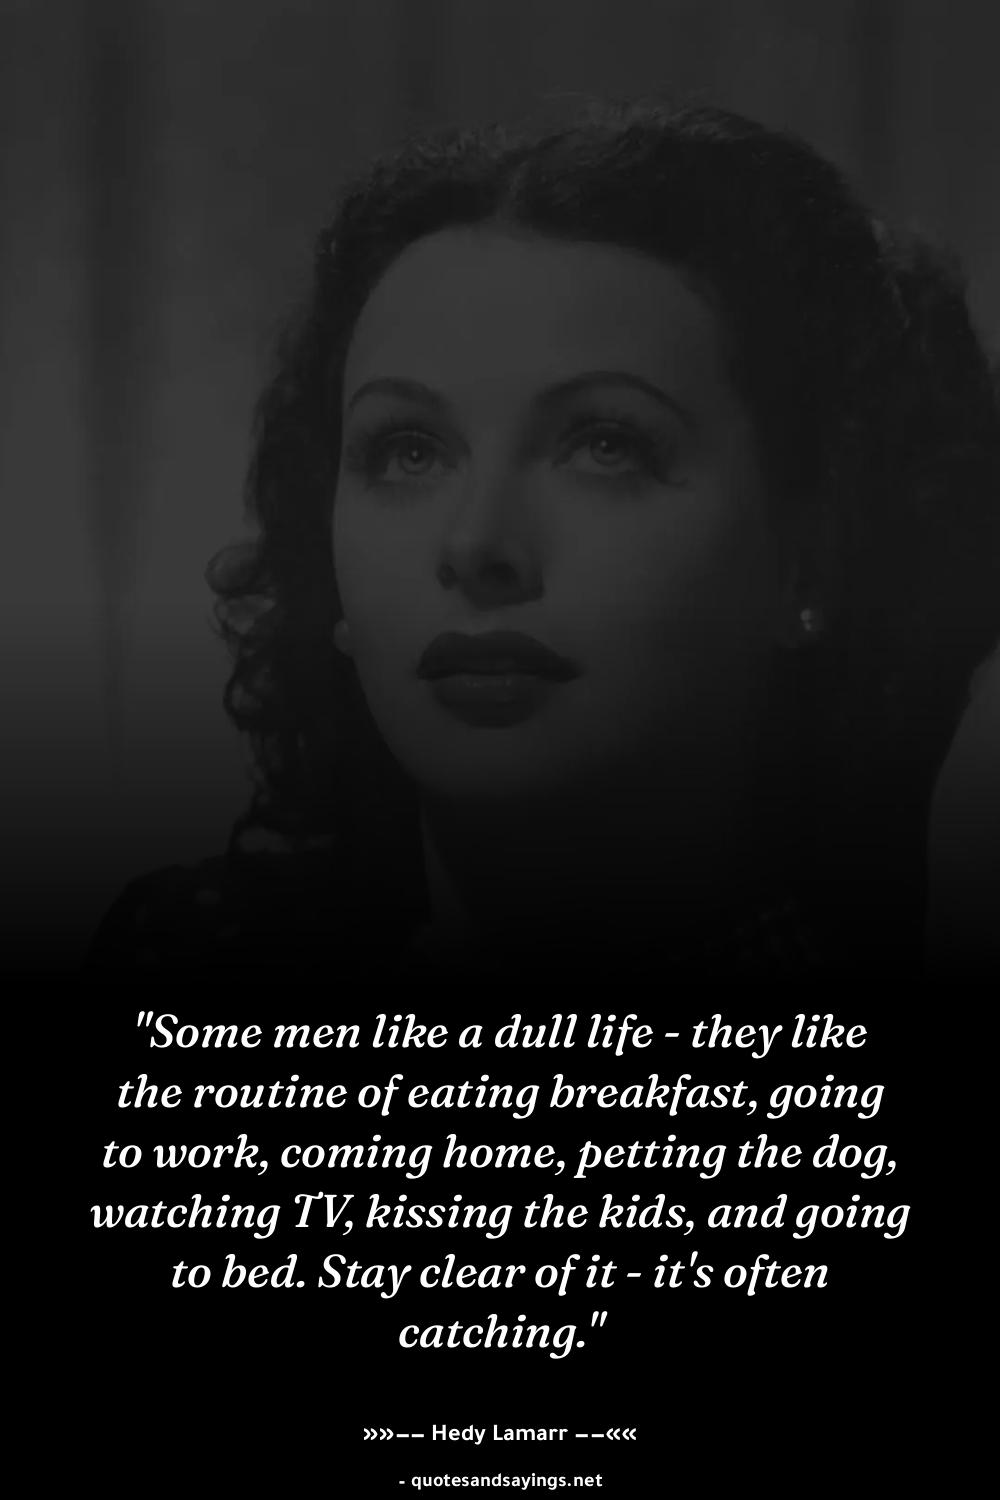 "Some men like a dull life - they like
the routine of eating breakfast, going
to work, coming home, petting the dog,
watching TV, kissing the kids, and going
to bed. Stay clear of it - it's often
catching."
»»-- Hedy Lamarr --««
- quotesandsayings.net